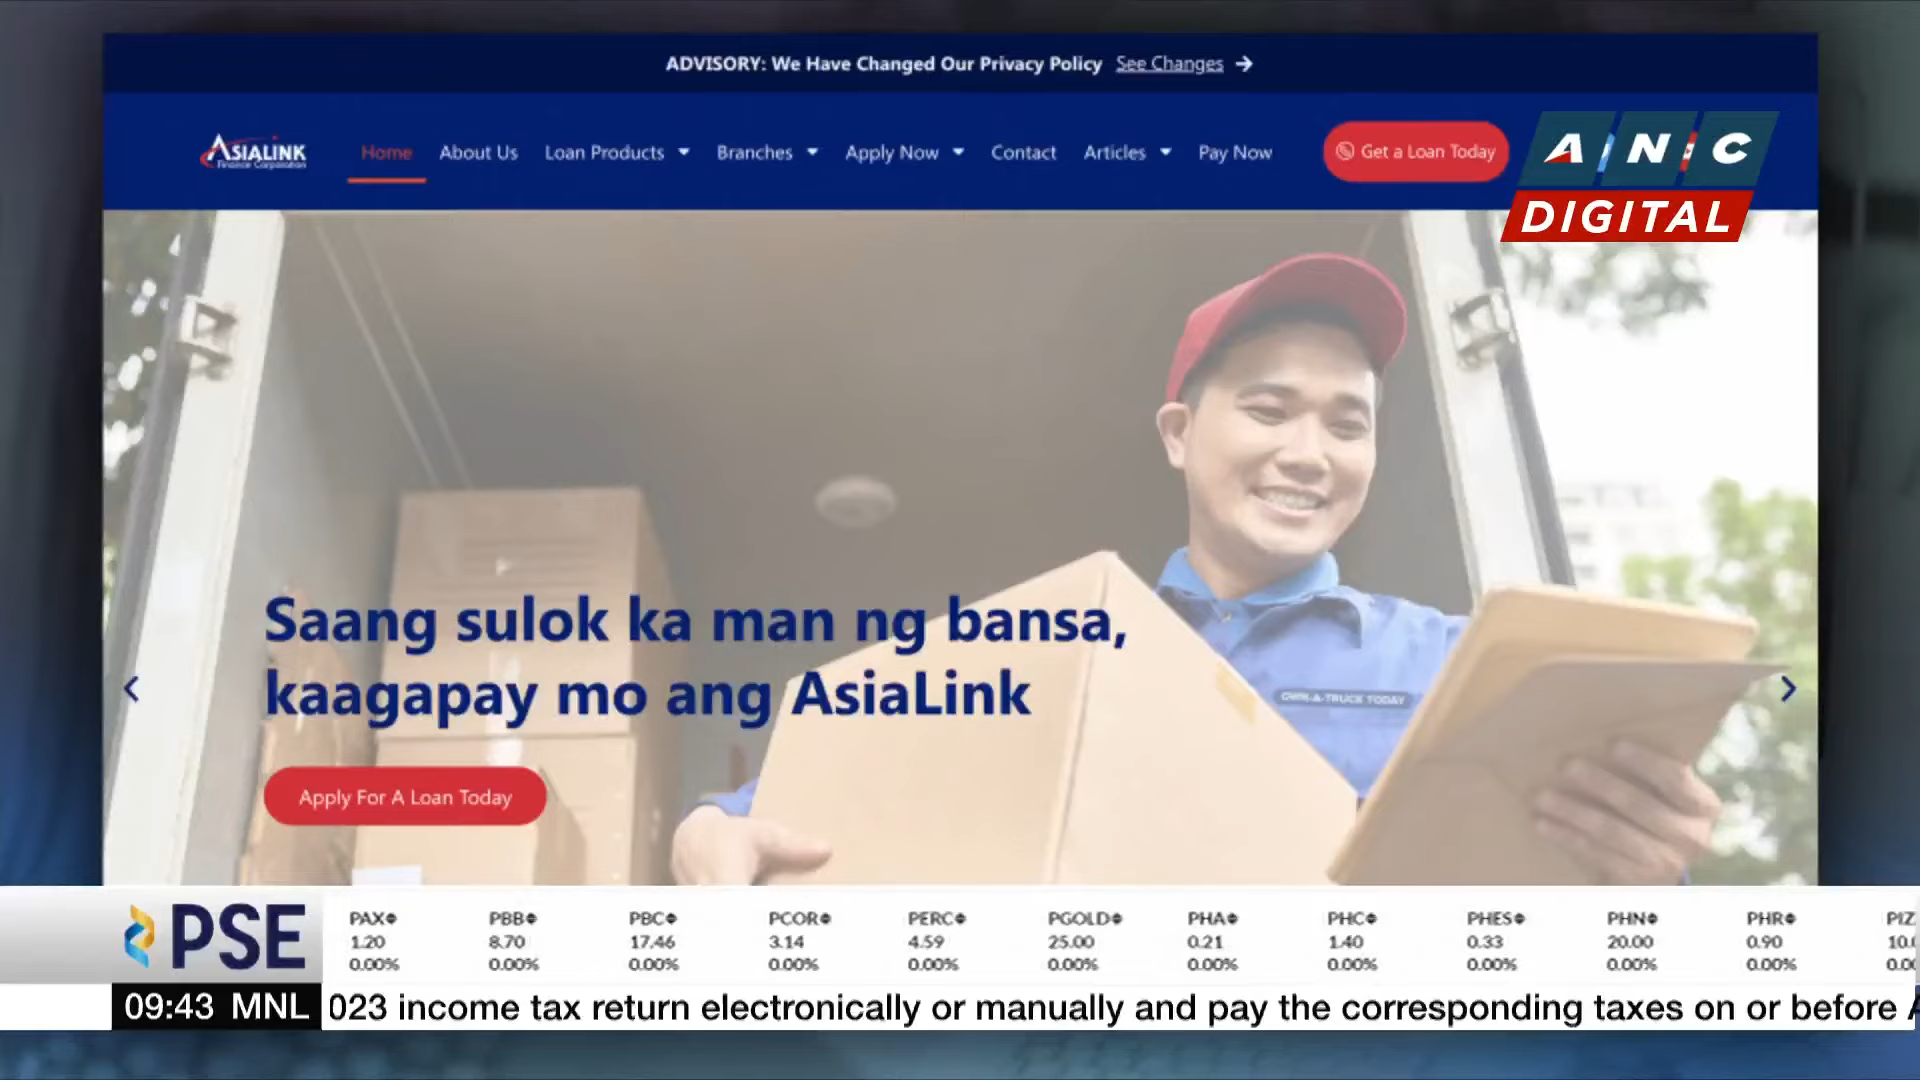 ADVISORY: We Have Changed Our Privacy Policy See Changes
ASIALINK
Finance Corporation
Home About Us Loan Products Branches Apply Now Contact Articles Pay Now
Get a Loan Today
ANC
DIGITAL
Saang sulok ka man ng bansa,
kaagapay mo ang AsiaLink
OWN-A-TRUCK TODAY
Apply For A Loan Today
PSE
PAX PBB PBC PCOR PERC PGOLD PHA PHC PHES PHN PHR PIZ
1.20 8.70 17.46 3.14 4.59 25.00 0.21 1.40 0.33 20.00 0.90
0.00% 0.00% 0.00% 0.00% 0.00% 0.00% 0.00% 0.00% 0.00% 0.00% 0.00%
09:43 MNL
023 income tax return electronically or manually and pay the corresponding taxes on or before